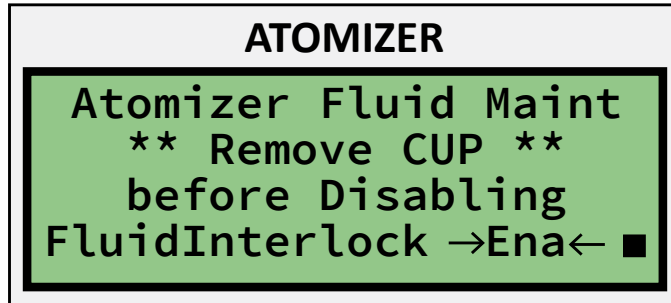 ATOMIZER
Atomizer Fluid Maint
** Remove CUP **
before Disabling
FluidInterlock →Ena← ■